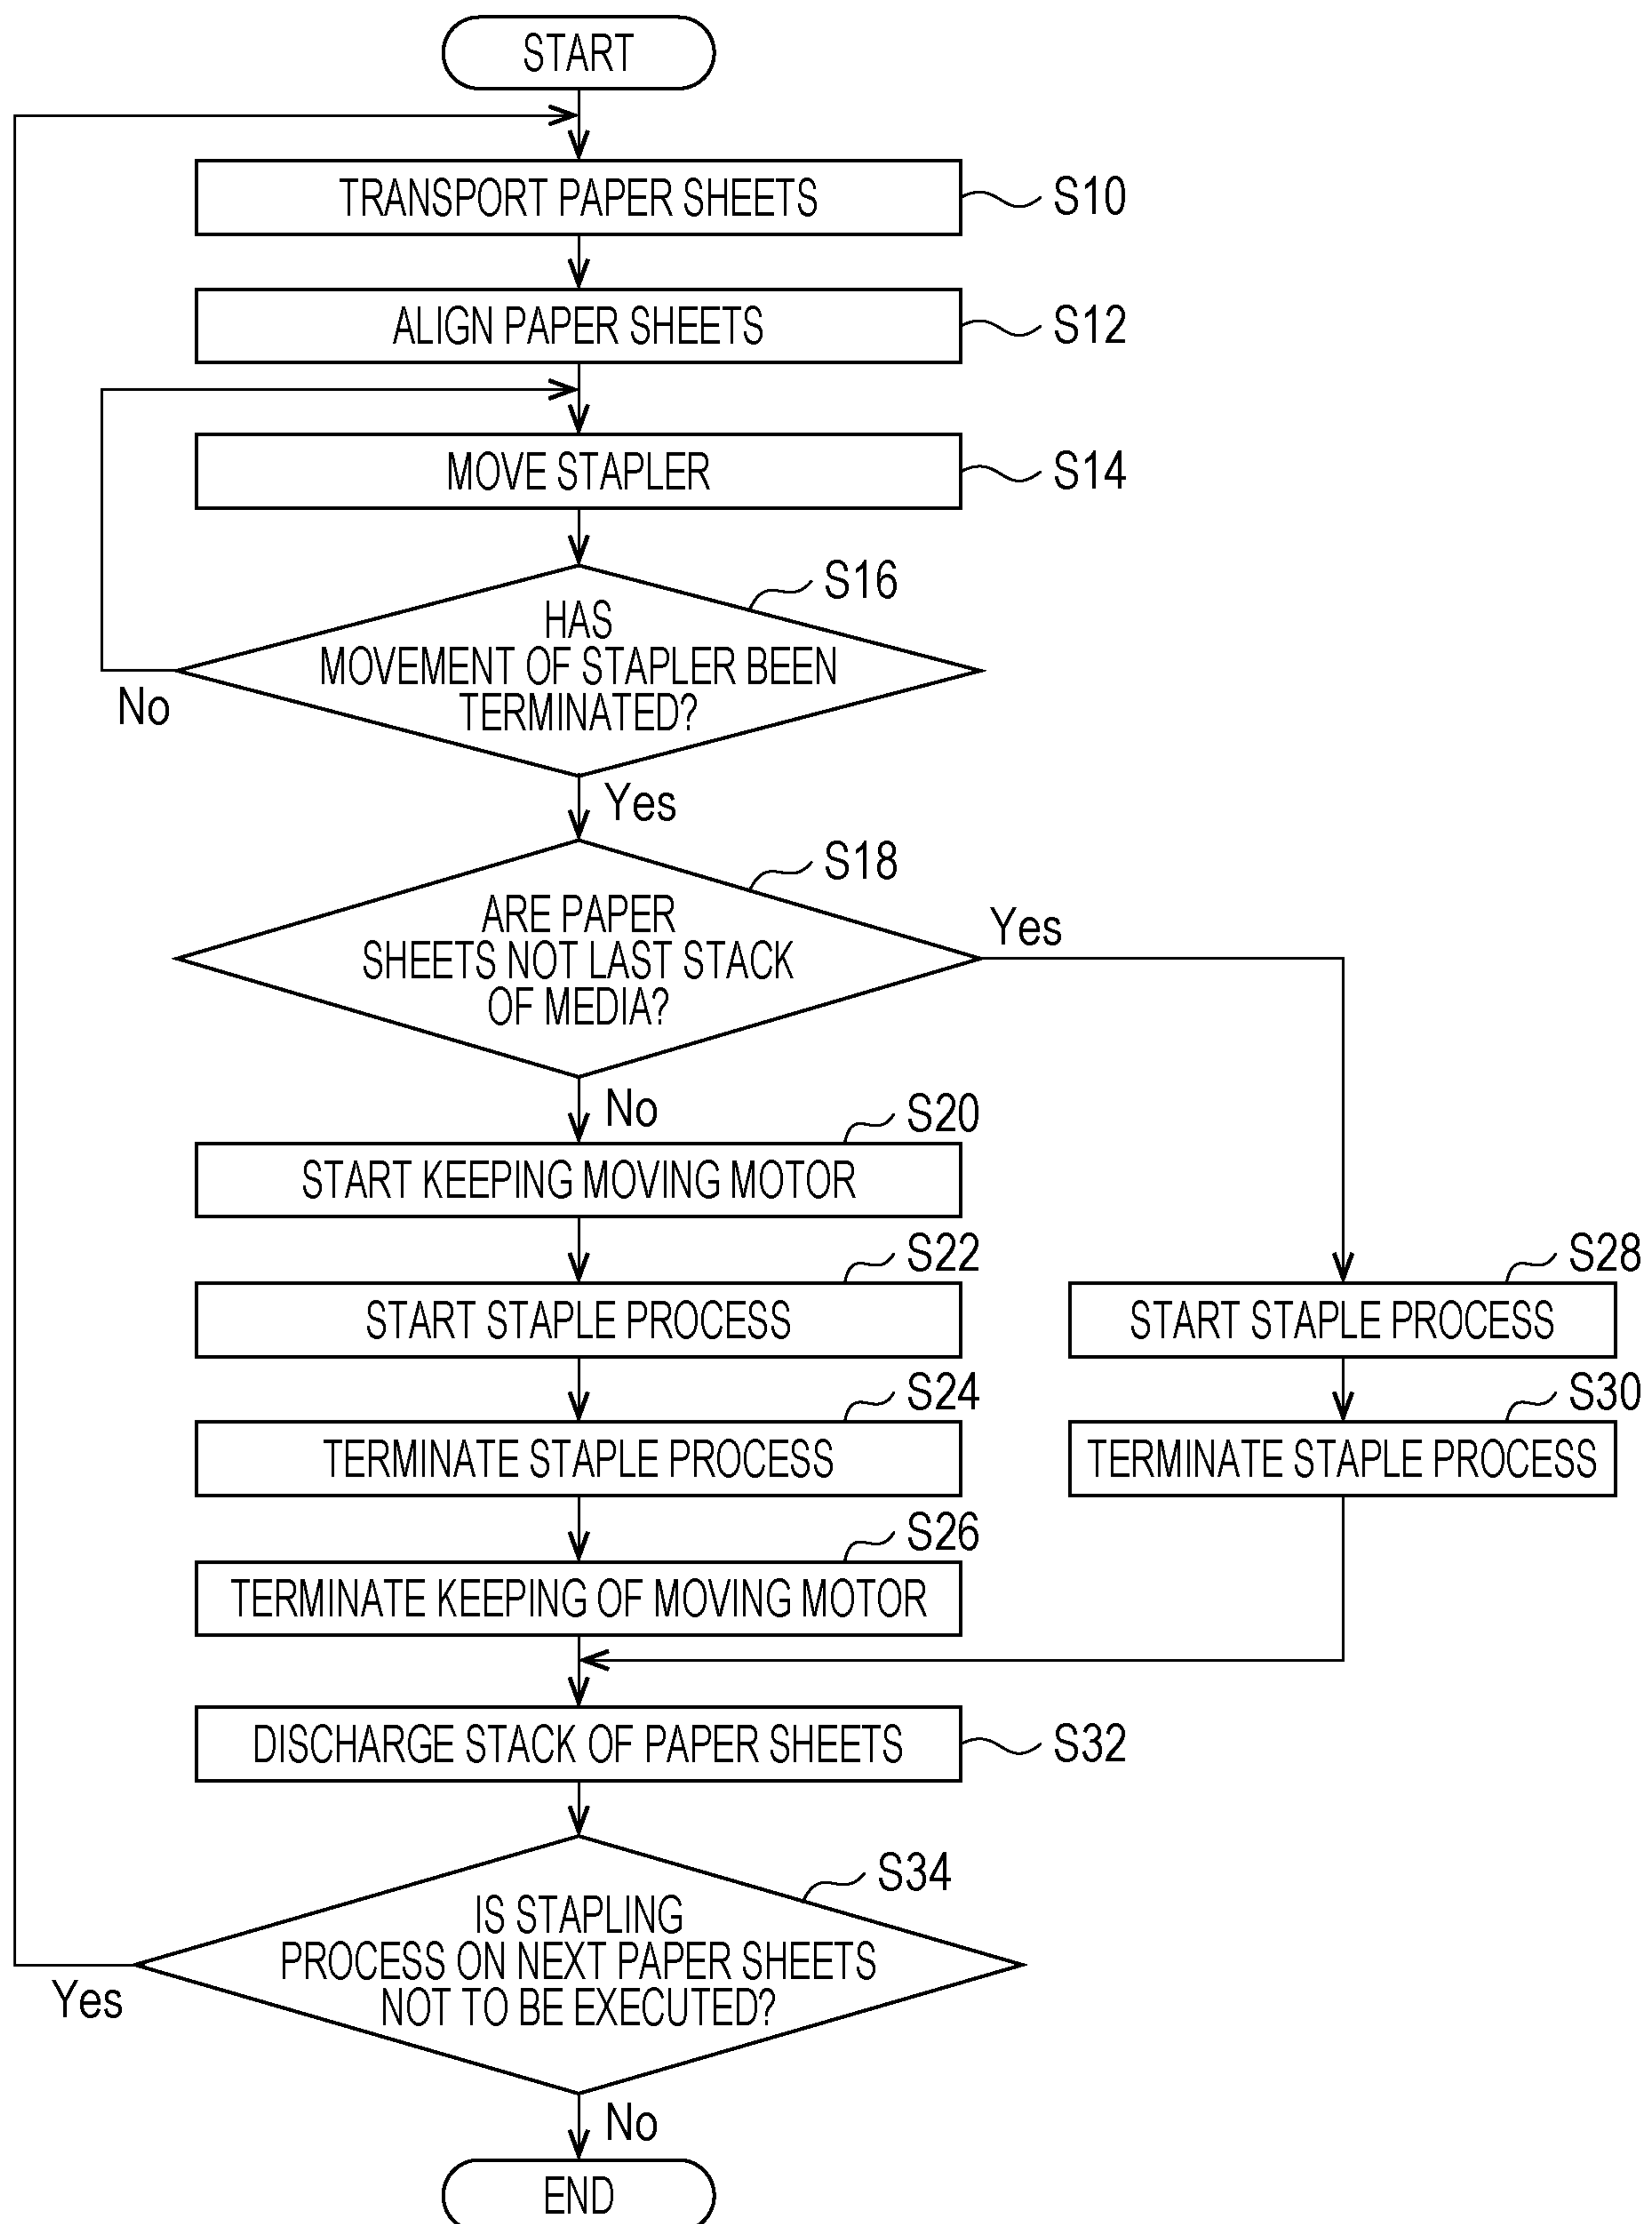 START
TRANSPORT PAPER SHEETS
S10
ALIGN PAPER SHEETS
S12
MOVE STAPLER
S14
S16
HAS
MOVEMENT OF STAPLER BEEN
TERMINATED?
No
Yes
S18
ARE PAPER
SHEETS NOT LAST STACK
OF MEDIA?
Yes
No
S20
START KEEPING MOVING MOTOR
S22
START STAPLE PROCESS
S28
START STAPLE PROCESS
S24
TERMINATE STAPLE PROCESS
S30
TERMINATE STAPLE PROCESS
S26
TERMINATE KEEPING OF MOVING MOTOR
DISCHARGE STACK OF PAPER SHEETS
S32
S34
IS STAPLING
PROCESS ON NEXT PAPER SHEETS
NOT TO BE EXECUTED?
Yes
No
END